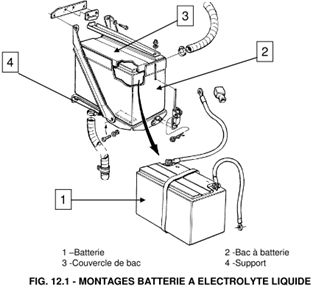 3
2
4
1
1 –Batterie
2 -Bac à batterie
3 -Couvercle de bac
4 -Support
FIG. 12.1 - MONTAGES BATTERIE A ELECTROLYTE LIQUIDE